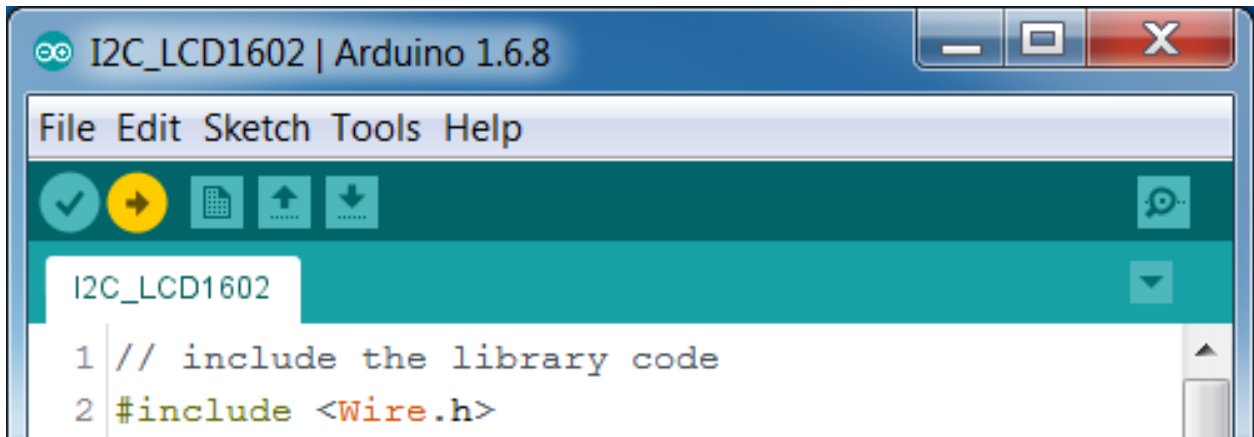 I2C_LCD1602 | Arduino 1.6.8
File Edit Sketch Tools Help
I2C_LCD1602
1 // include the library code
2 #include <Wire.h>